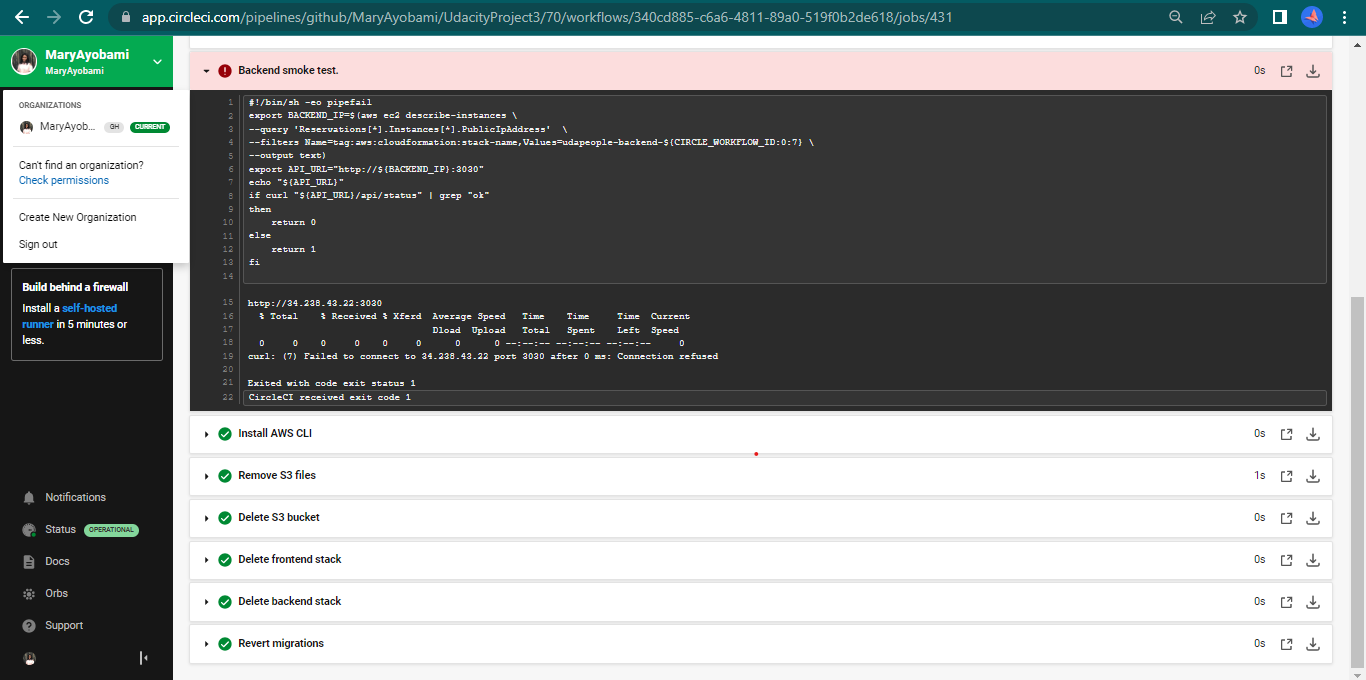 app.circleci.com/pipelines/github/MaryAyobami/UdacityProject3/70/workflows/340cd885-c6a6-4811-89a0-519f0b2de618/jobs/431
MaryAyobami
MaryAyobami
ORGANIZATIONS
MaryAyob... GH CURRENT
Can't find an organization?
Check permissions
Create New Organization
Sign out
Build behind a firewall
Install a self-hosted
runner in 5 minutes or
less.
Notifications
Status OPERATIONAL
Docs
Orbs
Support
Backend smoke test. 0s
1 #!/bin/sh -eo pipefail
2 export BACKEND_IP=$(aws ec2 describe-instances \
3 --query 'Reservations[*].Instances[*].PublicIpAddress' \
4 --filters Name=tag:aws:cloudformation:stack-name,Values=udapeople-backend-${CIRCLE_WORKFLOW_ID:0:7} \
5 --output text)
6 export API_URL="http://${BACKEND_IP}:3030"
7 echo "${API_URL}"
8 if curl "${API_URL}/api/status" | grep "ok"
9 then
10 return 0
11 else
12 return 1
13 fi
14
15 http://34.238.43.22:3030
16 % Total % Received % Xferd Average Speed Time Time Time Current
17 Dload Upload Total Spent Left Speed
18 0 0 0 0 0 0 0 0 --:--:-- --:--:-- --:--:-- 0
19 curl: (7) Failed to connect to 34.238.43.22 port 3030 after 0 ms: Connection refused
20
21 Exited with code exit status 1
22 CircleCI received exit code 1
Install AWS CLI 0s
Remove S3 files 1s
Delete S3 bucket 0s
Delete frontend stack 0s
Delete backend stack 0s
Revert migrations 0s